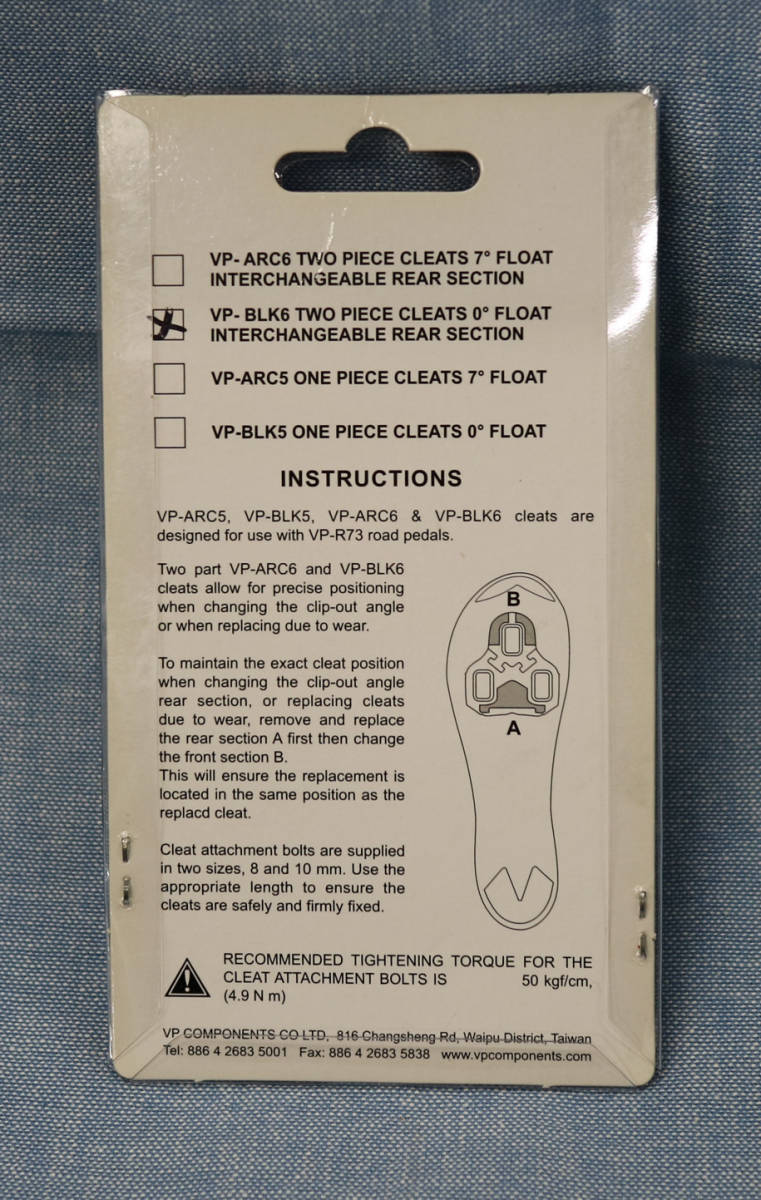 VP- ARC6 TWO PIECE CLEATS 7° FLOAT
INTERCHANGEABLE REAR SECTION
VP- BLK6 TWO PIECE CLEATS 0° FLOAT
INTERCHANGEABLE REAR SECTION
VP-ARC5 ONE PIECE CLEATS 7° FLOAT
VP-BLK5 ONE PIECE CLEATS 0° FLOAT
INSTRUCTIONS
VP-ARC5, VP-BLK5, VP-ARC6 & VP-BLK6 cleats are
designed for use with VP-R73 road pedals.
Two part VP-ARC6 and VP-BLK6
cleats allow for precise positioning
when changing the clip-out angle
or when replacing due to wear.
To maintain the exact cleat position
when changing the clip-out angle
rear section, or replacing cleats
due to wear, remove and replace
the rear section A first then change
the front section B.
This will ensure the replacement is
located in the same position as the
replacd cleat.
Cleat attachment bolts are supplied
in two sizes, 8 and 10 mm. Use the
appropriate length to ensure the
cleats are safely and firmly fixed.
B
A
RECOMMENDED TIGHTENING TORQUE FOR THE
CLEAT ATTACHMENT BOLTS IS 50 kgf/cm,
(4.9 N m)
VP COMPONENTS CO LTD, 816 Changsheng Rd, Waipu District, Taiwan
Tel: 886 4 2683 5001 Fax: 886 4 2683 5838 www.vpcomponents.com